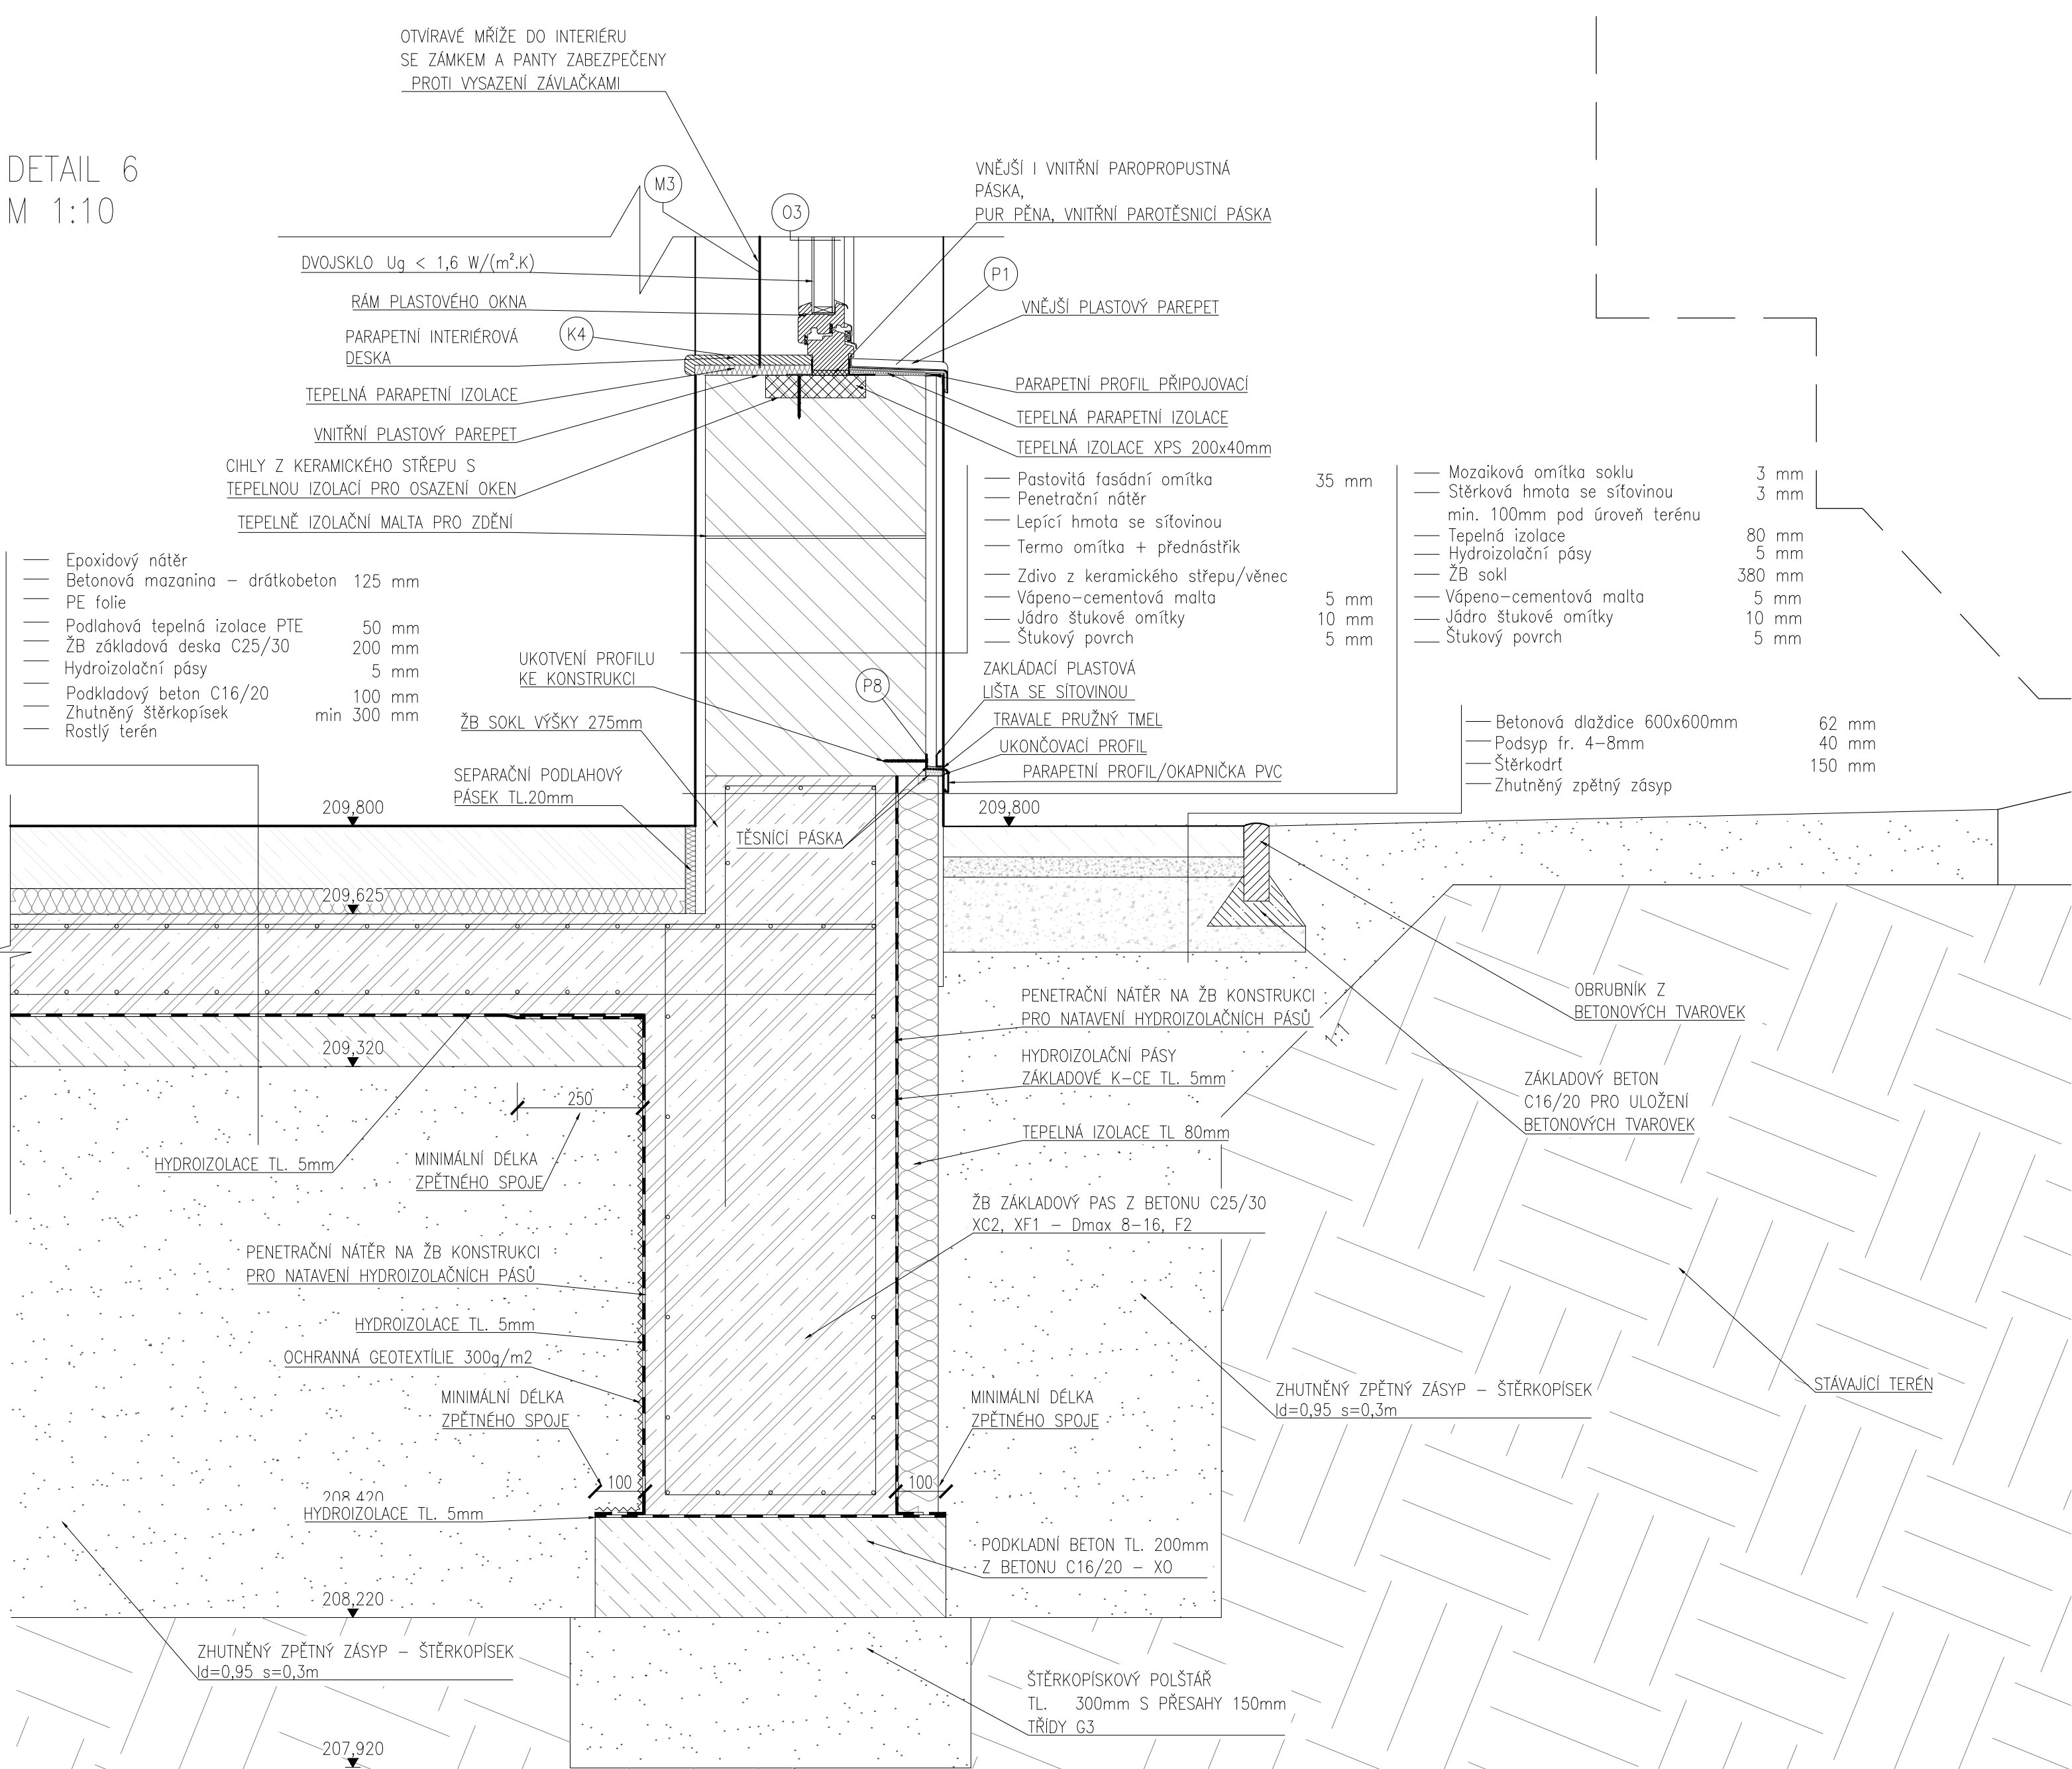 DETAIL 6
M 1:10
OTVÍRAVÉ MŘÍŽE DO INTERIÉRU
SE ZÁMKEM A PANTY ZABEZPEČENY
PROTI VYSAZENÍ ZÁVLAČKAMI
M3
O3
VNĚJŠÍ I VNITŘNÍ PAROPROPUSTNÁ
PÁSKA,
PUR PĚNA, VNITŘNÍ PAROTĚSNICÍ PÁSKA
DVOJSKLO Ug < 1,6 W/(m².K)
P1
RÁM PLASTOVÉHO OKNA
VNĚJŠÍ PLASTOVÝ PAREPET
PARAPETNÍ INTERIÉROVÁ
DESKA
K4
TEPELNÁ PARAPETNÍ IZOLACE
PARAPETNÍ PROFIL PŘIPOJOVACÍ
VNITŘNÍ PLASTOVÝ PAREPET
TEPELNÁ PARAPETNÍ IZOLACE
TEPELNÁ IZOLACE XPS 200x40mm
CIHLY Z KERAMICKÉHO STŘEPU S
TEPELNOU IZOLACÍ PRO OSAZENÍ OKEN
TEPELNĚ IZOLAČNÍ MALTA PRO ZDĚNÍ
Epoxidový nátěr
Betonová mazanina – drátkobeton 125 mm
PE folie
Podlahová tepelná izolace PTE 50 mm
ŽB základová deska C25/30 200 mm
Hydroizolační pásy 5 mm
Podkladový beton C16/20 100 mm
Zhutněný štěrkopísek min 300 mm
Rostlý terén
Pastovitá fasádní omítka 35 mm
Penetrační nátěr
Lepící hmota se síťovinou
Termo omítka + přednástřik
Zdivo z keramického střepu/věnec
Vápeno–cementová malta 5 mm
Jádro štukové omítky 10 mm
Štukový povrch 5 mm
Mozaiková omítka soklu 3 mm
Stěrková hmota se síťovinou 3 mm
min. 100mm pod úroveň terénu
Tepelná izolace 80 mm
Hydroizolační pásy 5 mm
ŽB sokl 380 mm
Vápeno–cementová malta 5 mm
Jádro štukové omítky 10 mm
Štukový povrch 5 mm
UKOTVENÍ PROFILU
KE KONSTRUKCI
P8
ZAKLÁDACÍ PLASTOVÁ
LIŠTA SE SÍTOVINOU
ŽB SOKL VÝŠKY 275mm
TRAVALE PRUŽNÝ TMEL
UKONČOVACÍ PROFIL
PARAPETNÍ PROFIL/OKAPNIČKA PVC
SEPARAČNÍ PODLAHOVÝ
PÁSEK TL.20mm
Betonová dlaždice 600x600mm 62 mm
Podsyp fr. 4–8mm 40 mm
Štěrkodrť 150 mm
Zhutněný zpětný zásyp
209,800
209,800
TĚSNÍCÍ PÁSKA
209,625
209,320
PENETRAČNÍ NÁTĚR NA ŽB KONSTRUKCI
PRO NATAVENÍ HYDROIZOLAČNÍCH PÁSŮ
1:1
OBRUBNÍK Z
BETONOVÝCH TVAROVEK
HYDROIZOLAČNÍ PÁSY
ZÁKLADOVÉ K–CE TL. 5mm
250
ZÁKLADOVÝ BETON
C16/20 PRO ULOŽENÍ
BETONOVÝCH TVAROVEK
TEPELNÁ IZOLACE TL 80mm
HYDROIZOLACE TL. 5mm
MINIMÁLNÍ DÉLKA
ZPĚTNÉHO SPOJE
ŽB ZÁKLADOVÝ PAS Z BETONU C25/30
XC2, XF1 – Dmax 8–16, F2
PENETRAČNÍ NÁTĚR NA ŽB KONSTRUKCI
PRO NATAVENÍ HYDROIZOLAČNÍCH PÁSŮ
HYDROIZOLACE TL. 5mm
OCHRANNÁ GEOTEXTÍLIE 300g/m2
MINIMÁLNÍ DÉLKA
ZPĚTNÉHO SPOJE
MINIMÁLNÍ DÉLKA
ZPĚTNÉHO SPOJE
ZHUTNĚNÝ ZPĚTNÝ ZÁSYP – ŠTĚRKOPÍSEK
Id=0,95 s=0,3m
STÁVAJÍCÍ TERÉN
100
100
208,420
HYDROIZOLACE TL. 5mm
PODKLADNÍ BETON TL. 200mm
Z BETONU C16/20 – XO
208,220
ZHUTNĚNÝ ZPĚTNÝ ZÁSYP – ŠTĚRKOPÍSEK
Id=0,95 s=0,3m
ŠTĚRKOPÍSKOVÝ POLŠTÁŘ
TL. 300mm S PŘESAHY 150mm
TŘÍDY G3
207,920